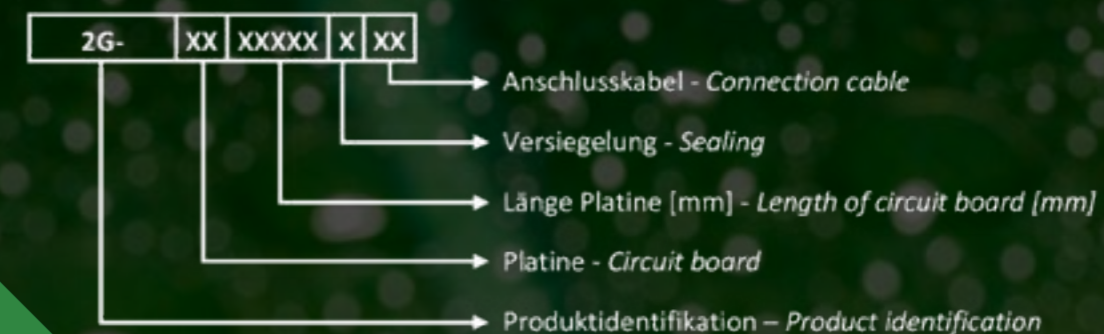 2G- XX XXXXX X XX
Anschlusskabel - Connection cable
Versiegelung - Sealing
Länge Platine [mm] - Length of circuit board [mm]
Platine - Circuit board
Produktidentifikation – Product identification